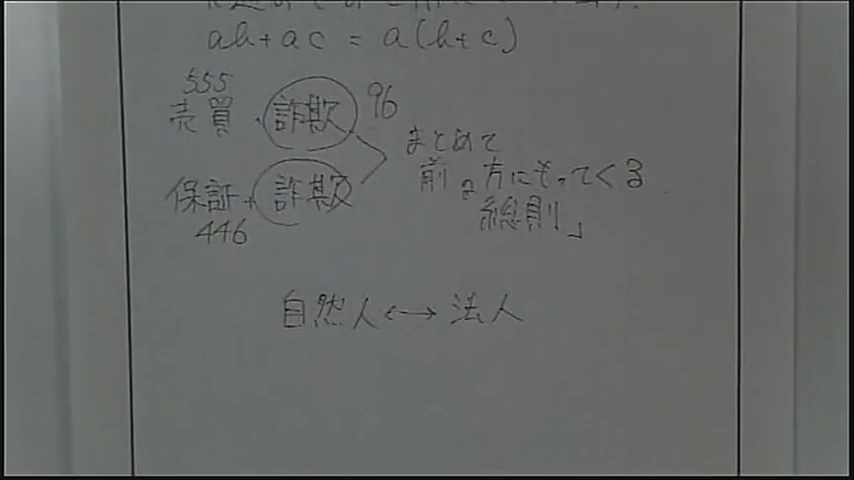 ab+ac = a(b+c)
555
売買 + 詐欺 96
まとめて
前の方にもってくる
保証 + 詐欺
446
総則」
自然人 ↔ 法人